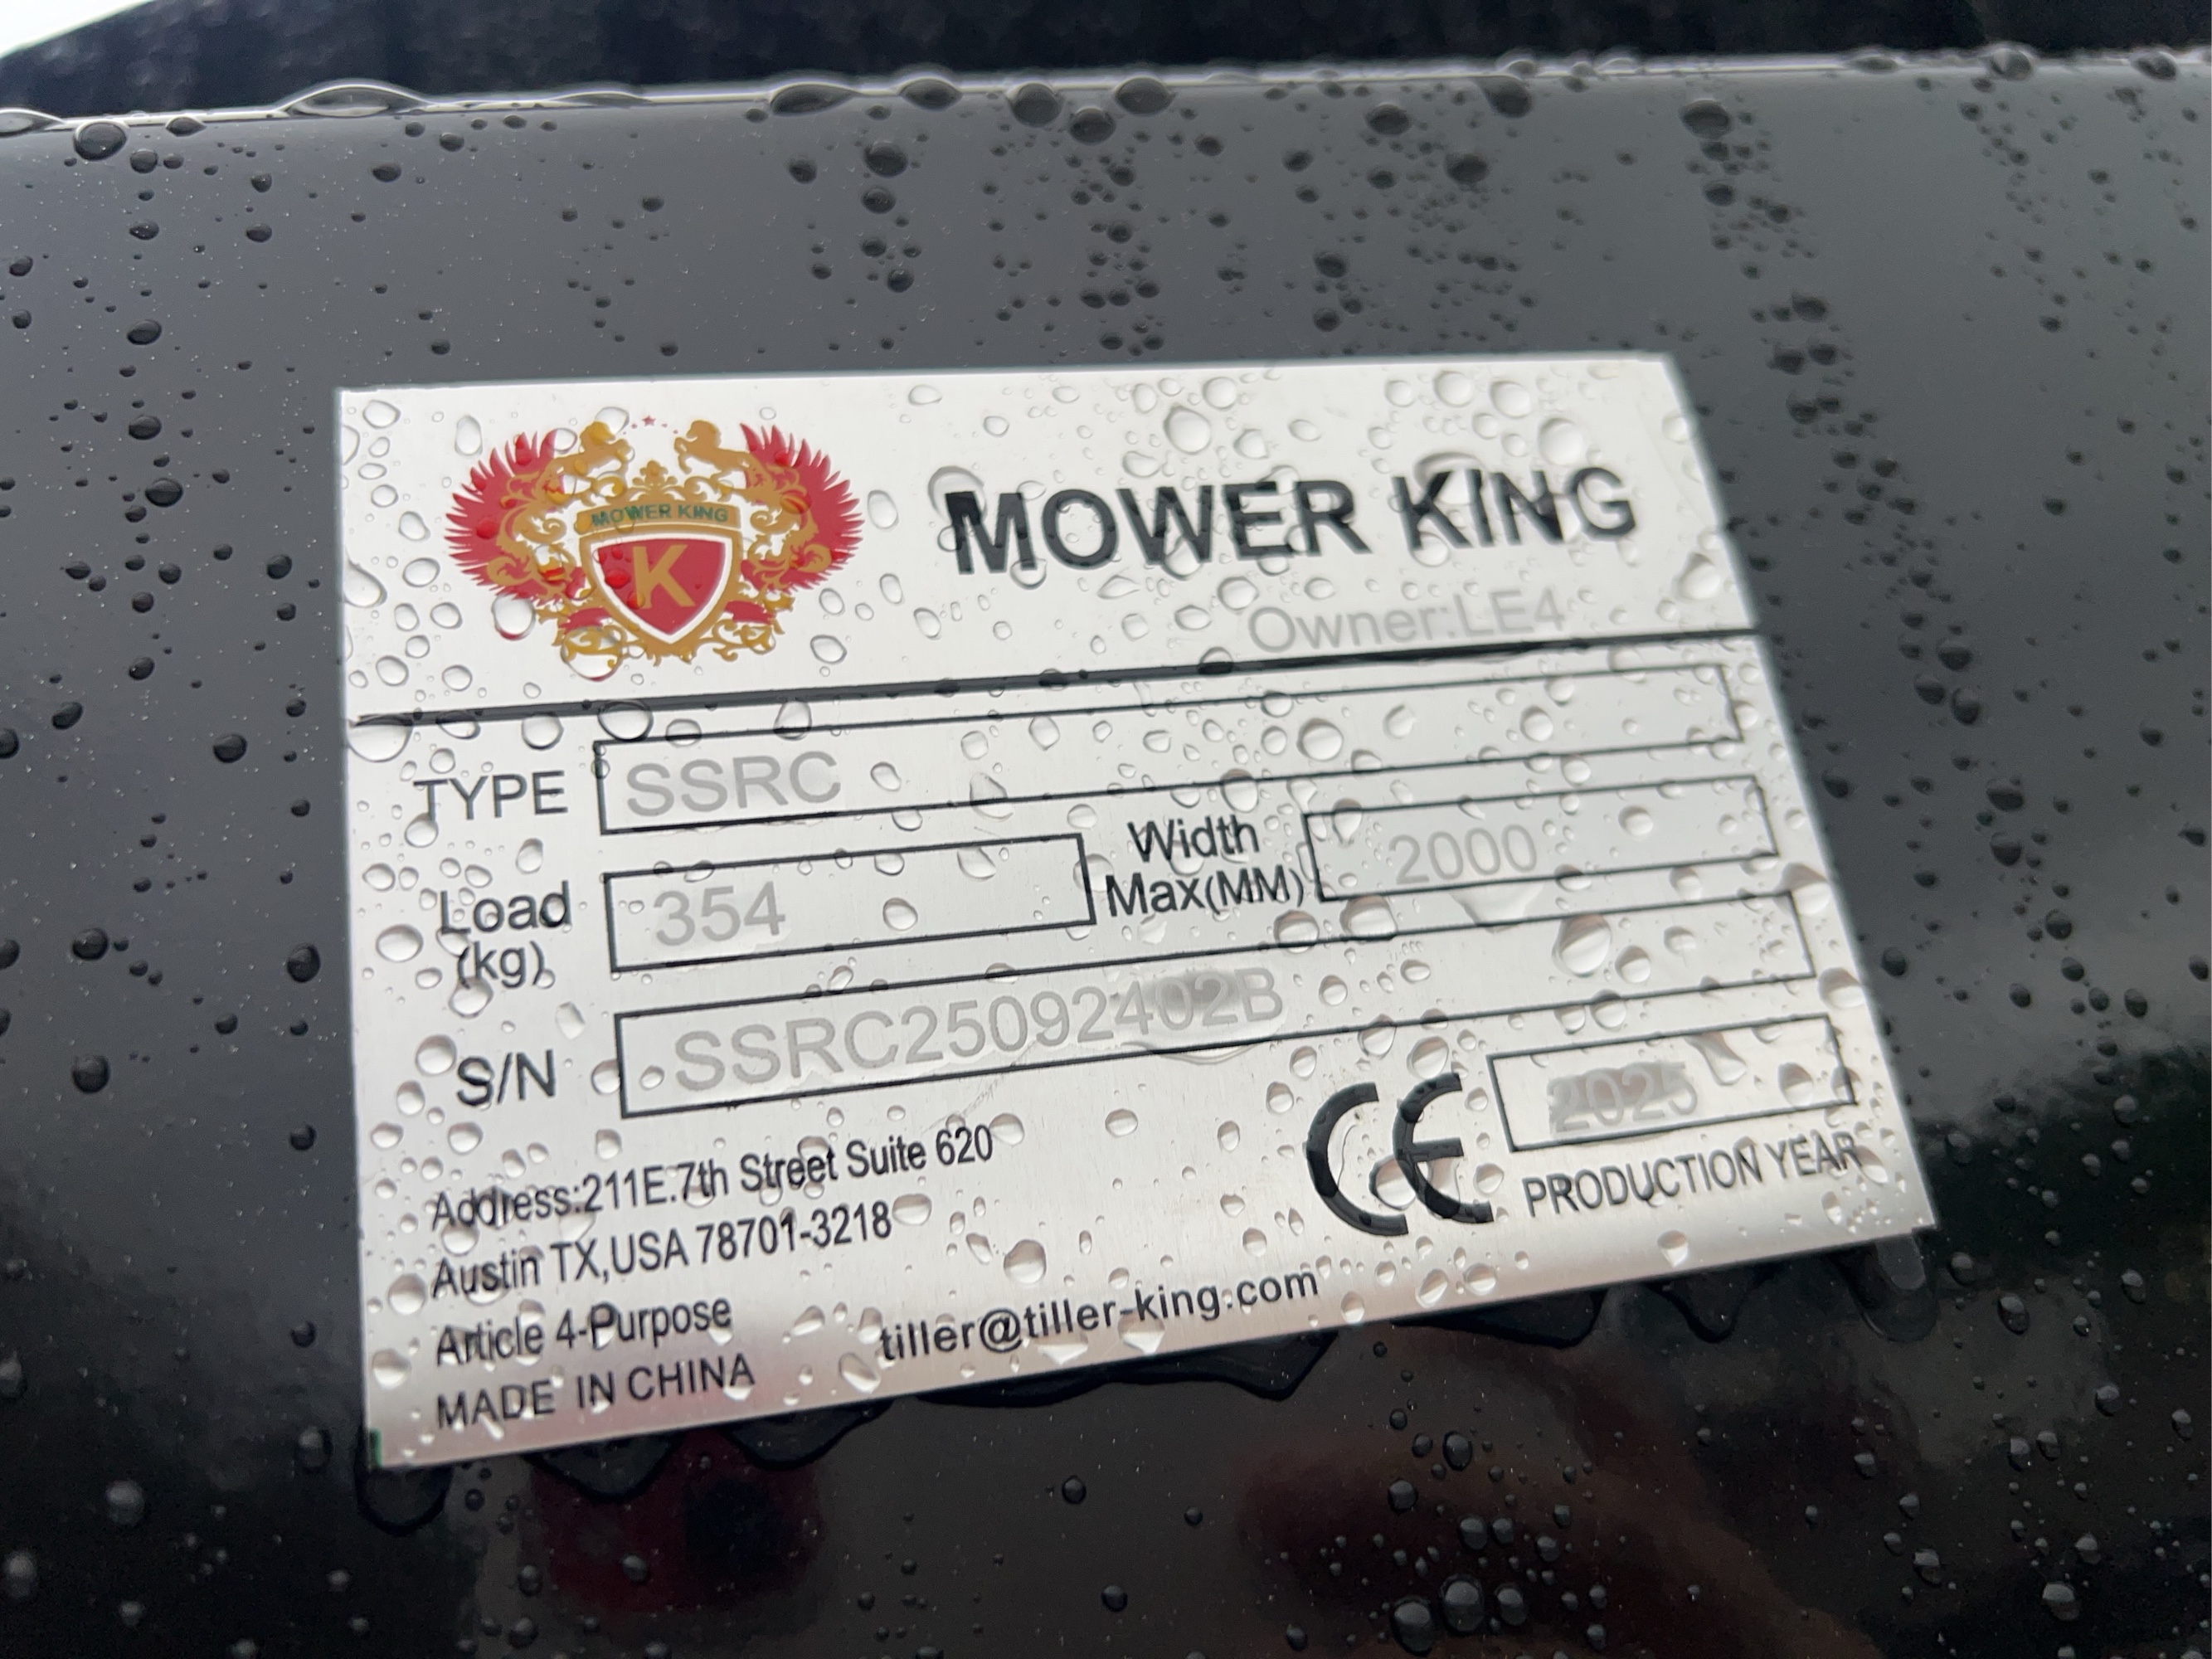 MOWER KING
K
MOWER KING
Owner:LE4
TYPE SSRC
Load (kg) 354
Width Max(MM) 2000
S/N SSRC25092402B
Address:211E.7th Street Suite 620
Austin TX,USA 78701-3218
Article 4-Purpose
MADE IN CHINA
tiller@tiller-king.com
CE
2025
PRODUCTION YEAR